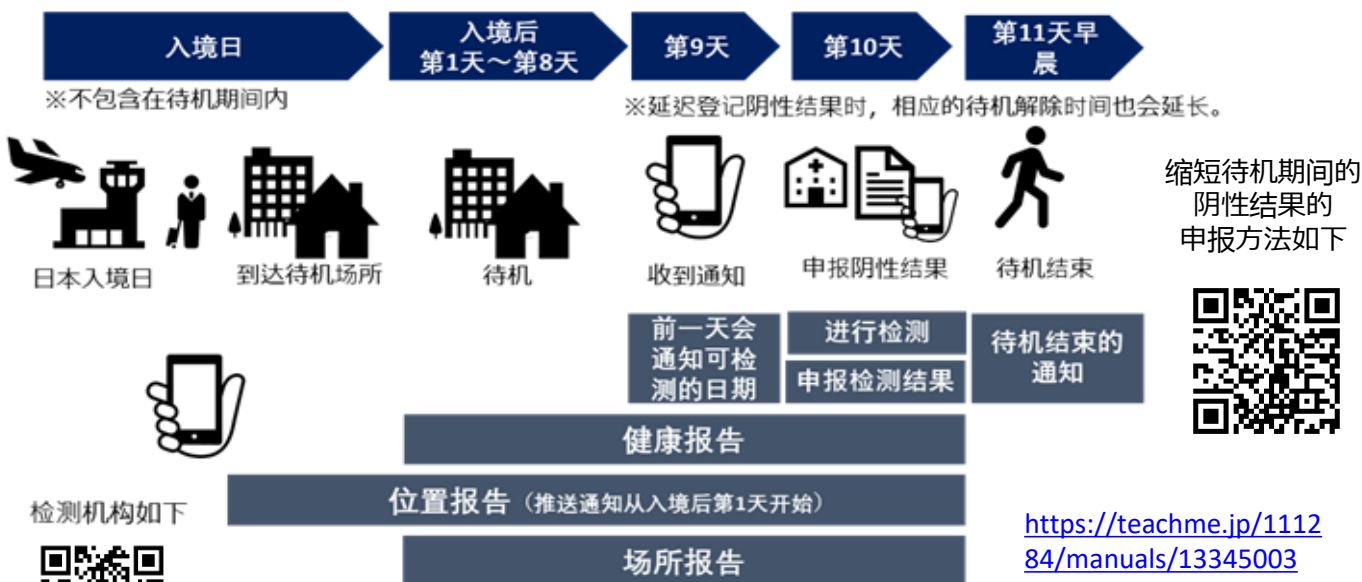 入境日
入境后
第1天～第8天
第9天
第10天
第11天早
晨
※不包含在待机期间内
※延迟登记阴性结果时，相应的待机解除时间也会延长。
日本入境日
到达待机场所
待机
收到通知
申报阴性结果
待机结束
缩短待机期间的
阴性结果的
申报方法如下
前一天会
通知可检
测的日期
进行检测
申报检测结果
待机结束的
通知
健康报告
位置报告（推送通知从入境后第1天开始）
场所报告
检测机构如下
https://teachme.jp/1112
84/manuals/13345003